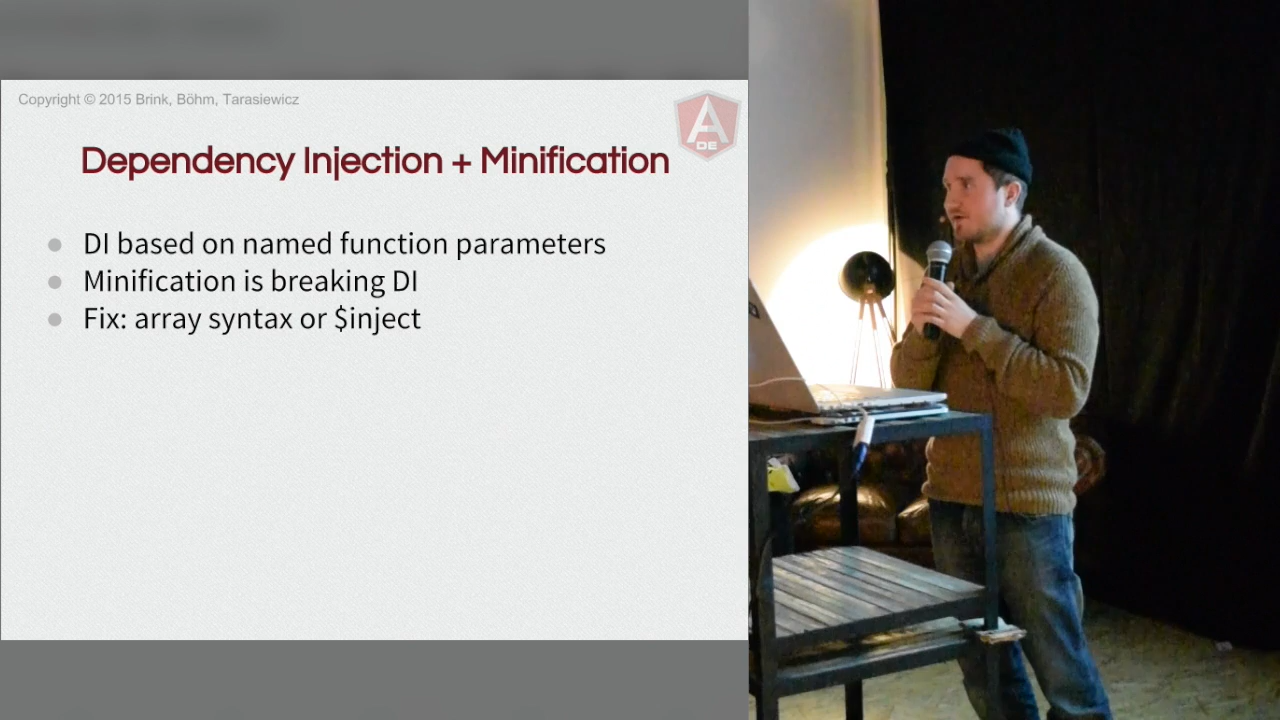 Copyright © 2015 Brink, Böhm, Tarasiewicz
A
DE
Dependency Injection + Minification
DI based on named function parameters
Minification is breaking DI
Fix: array syntax or $inject